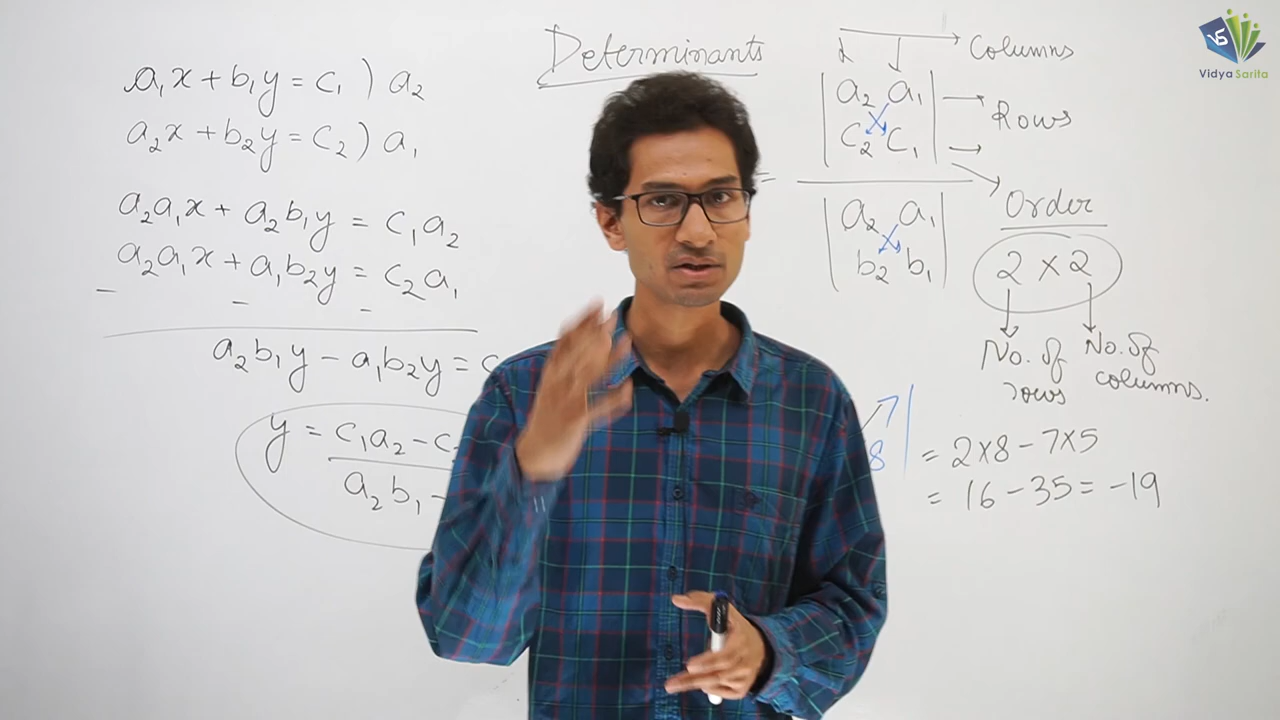 Determinants
a₁x + b₁y = c₁ ) a₂
a₂x + b₂y = c₂ ) a₁
a₂a₁x + a₂b₁y = c₁a₂
a₂a₁x + a₁b₂y = c₂a₁
− − −
a₂b₁y − a₁b₂y = c
y = c₁a₂ − c
a₂b₁ −
=
Columns
| a₂ a₁ |
| c₂ c₁ |
Rows
| a₂ a₁ |
| b₂ b₁ |
Order
2 × 2
No. of rows
No. of columns.
8 |
= 2×8 − 7×5
= 16 − 35 = −19
VS
Vidya Sarita